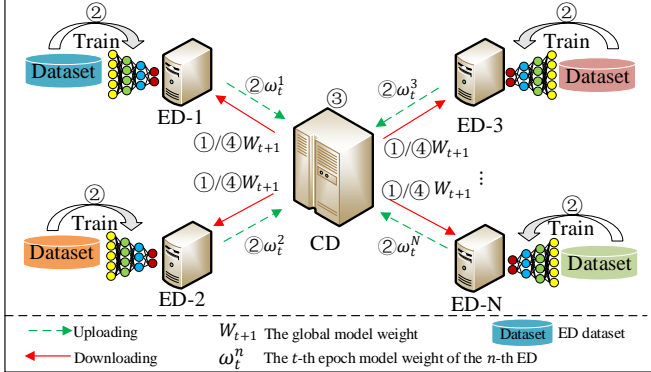 ② ②
Train Train
Dataset Dataset
②ω_t^1 ③ ②ω_t^3
ED-1 ED-3
①/④W_{t+1} ①/④W_{t+1}
①/④W_{t+1} ①/④ W_{t+1} ⋮
② ②
Train Train
Dataset Dataset
②ω_t^2 CD ②ω_t^N
ED-2 ED-N
Uploading W_{t+1} The global model weight Dataset ED dataset
Downloading ω_t^n The t-th epoch model weight of the n-th ED